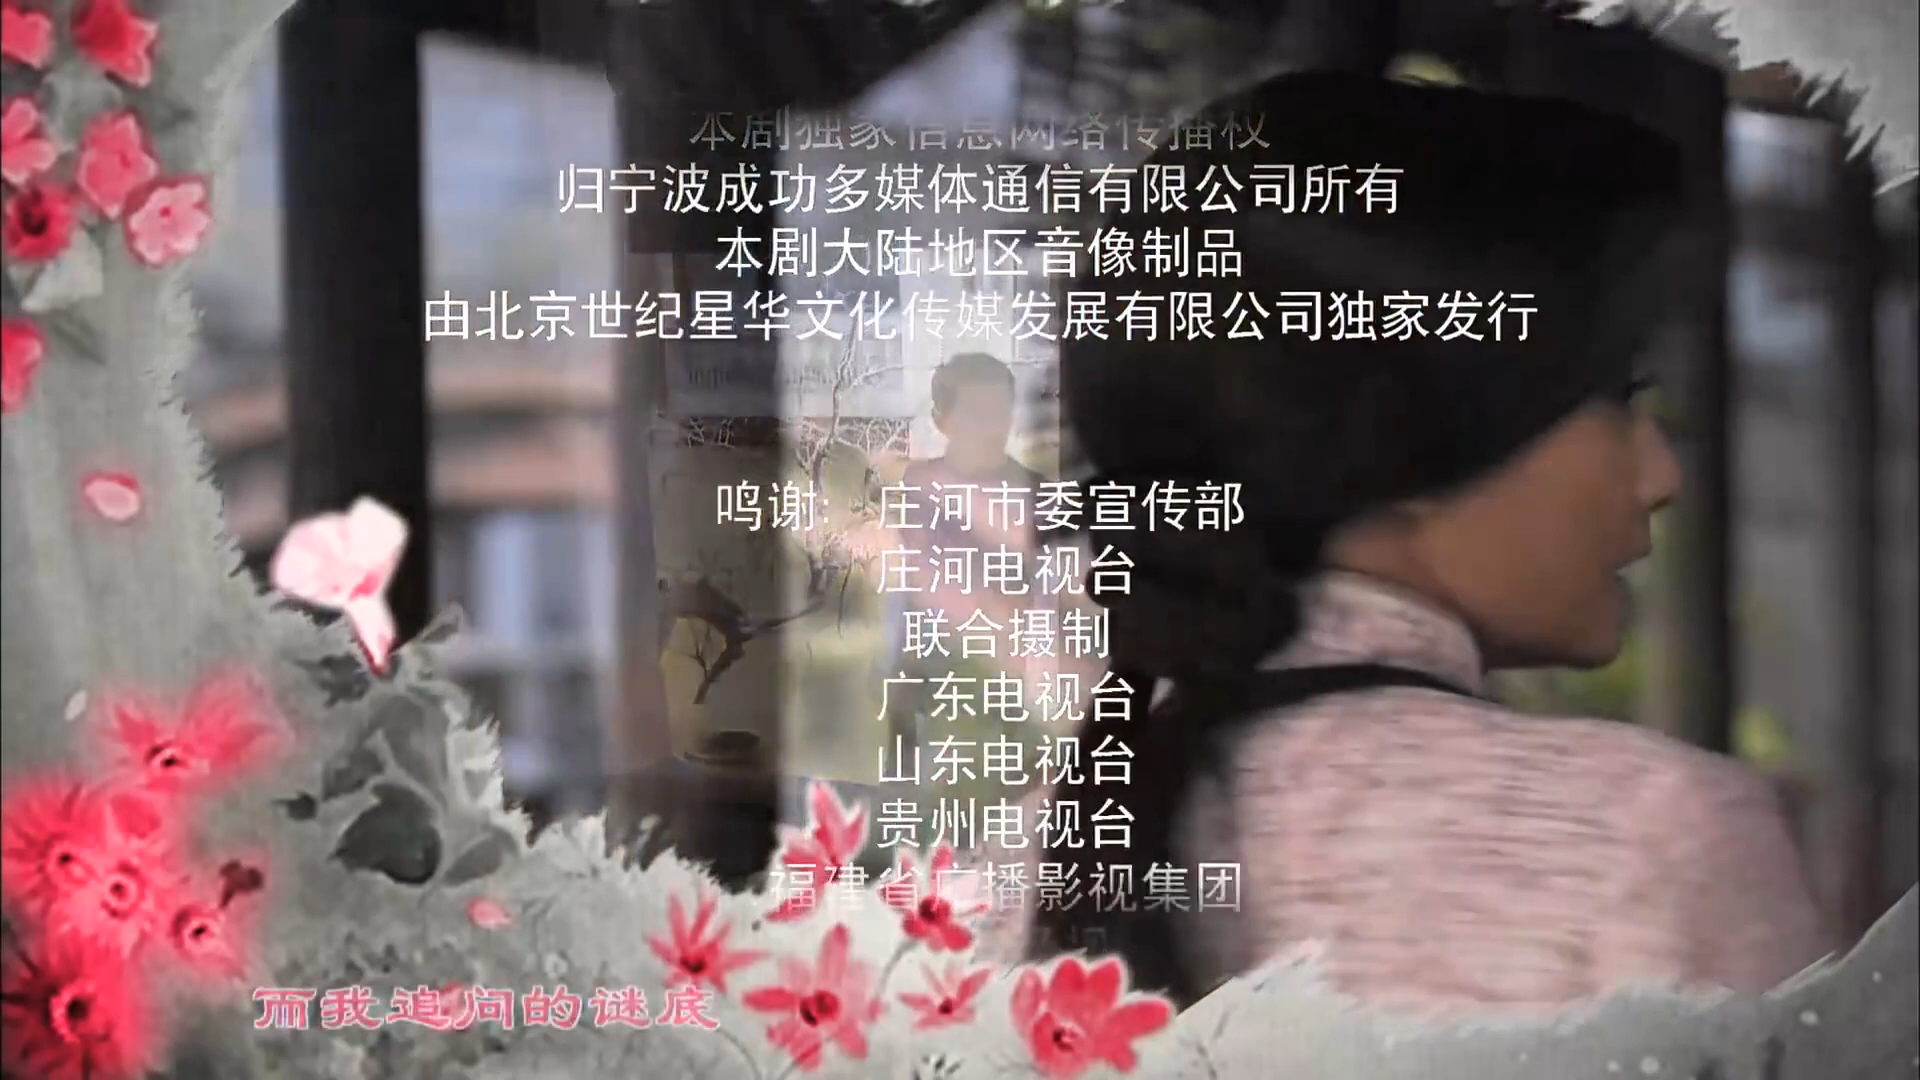 本剧独家信息网络传播权
归宁波成功多媒体通信有限公司所有
本剧大陆地区音像制品
由北京世纪星华文化传媒发展有限公司独家发行
鸣谢: 庄河市委宣传部
庄河电视台
联合摄制
广东电视台
山东电视台
贵州电视台
福建省广播影视集团
而我追问的谜底